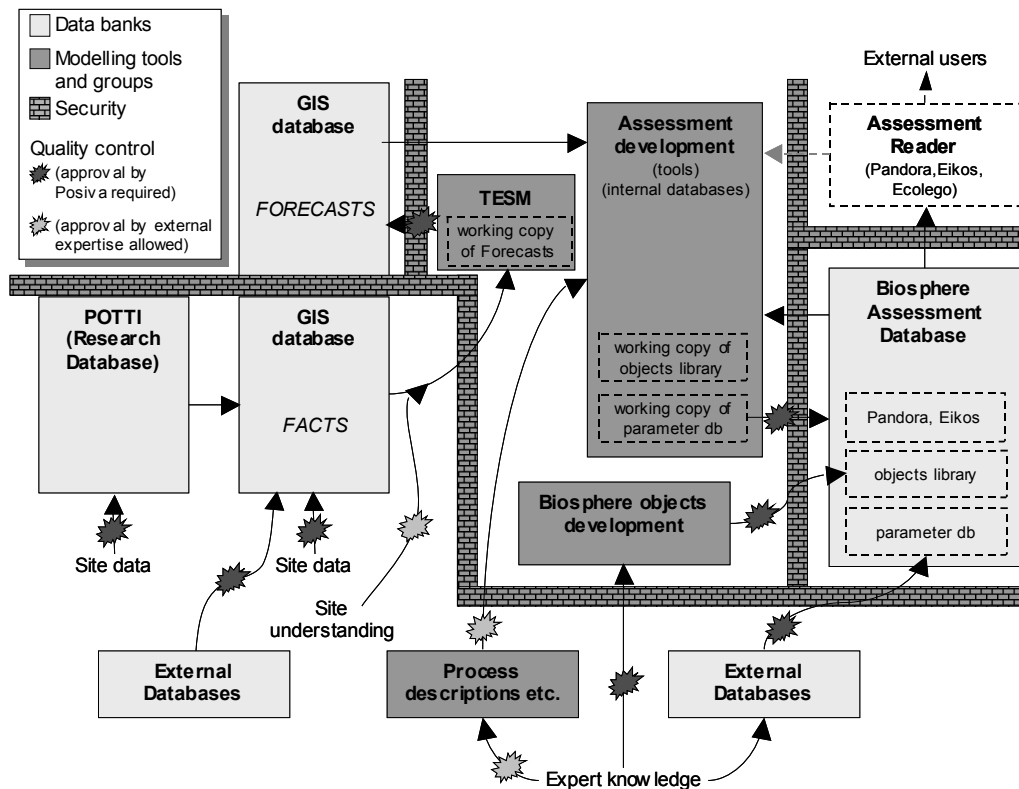 Data banks
Modelling tools
and groups
Security
Quality control
(approval by
Posiva required)
(approval by external
expertise allowed)
GIS
database
FORECASTS
TESM
working copy
of Forecasts
Assessment
development
(tools)
(internal databases)
working copy of
objects library
working copy of
parameter db
External users
Assessment
Reader
(Pandora,Eikos,
Ecolego)
Biosphere
Assessment
Database
Pandora, Eikos
objects library
parameter db
POTTI
(Research
Database)
GIS
database
FACTS
Biosphere objects
development
Site data
Site data
Site
understanding
External
Databases
Process
descriptions etc.
External
Databases
Expert knowledge